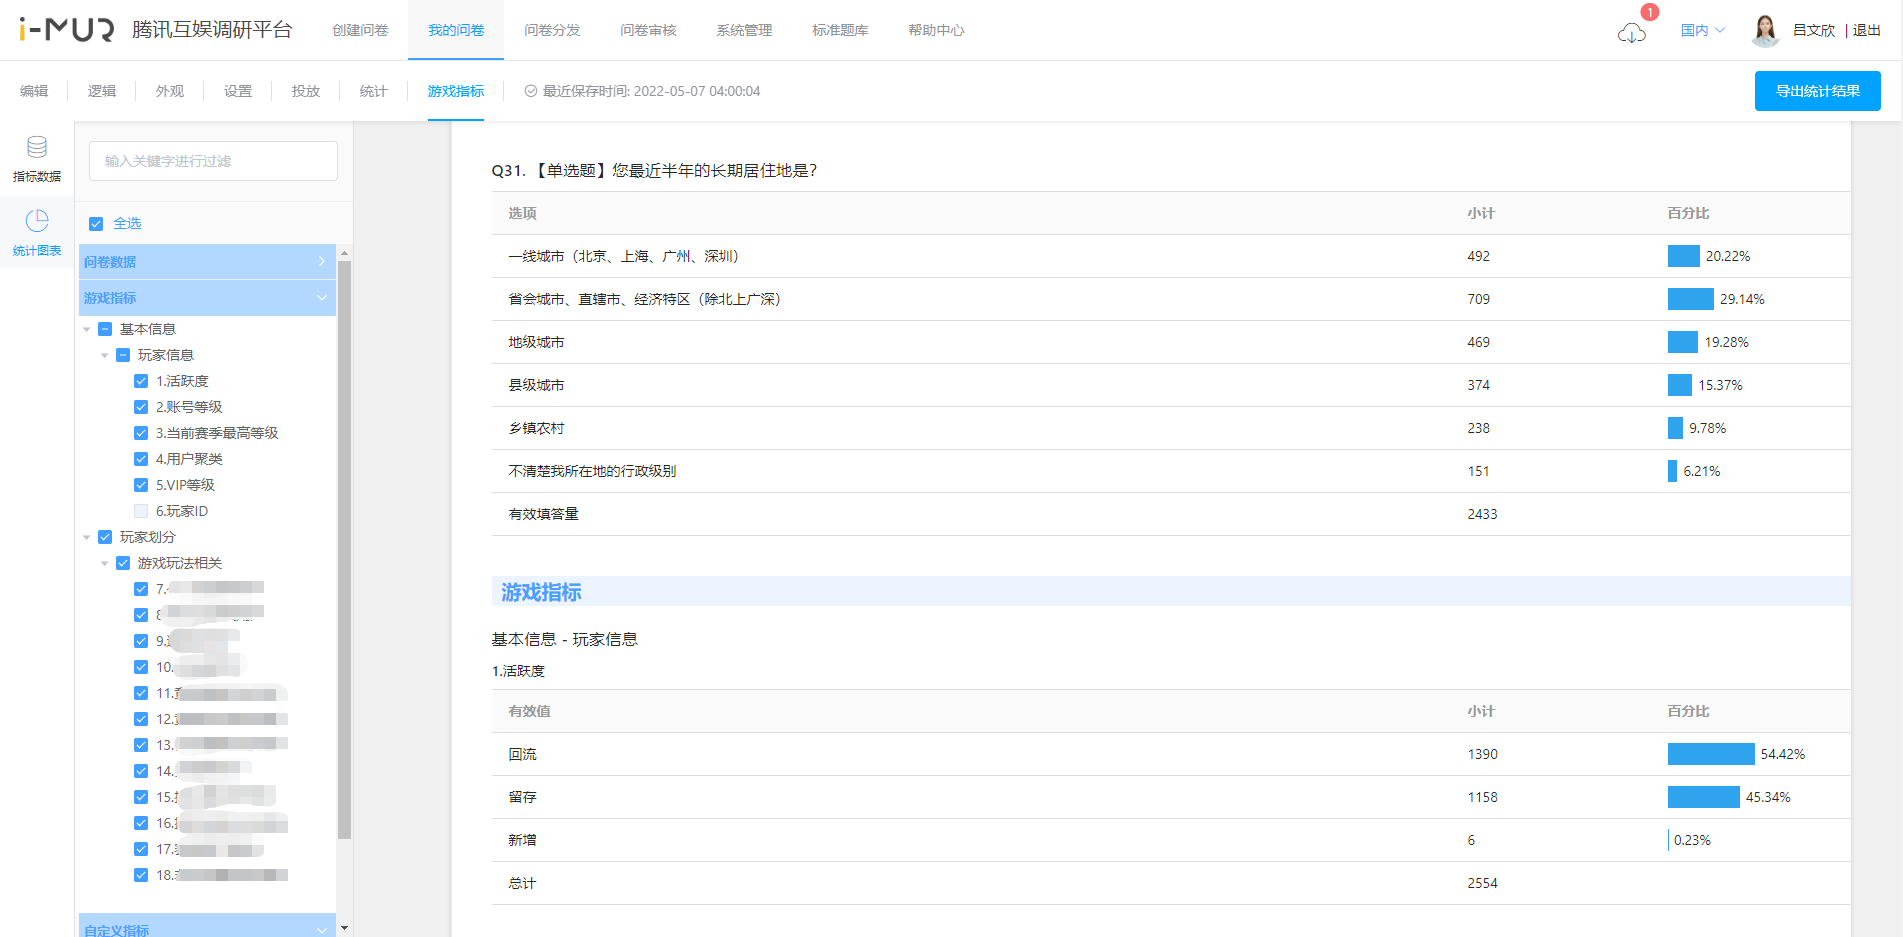 i-MUR 腾讯互娱调研平台 创建问卷 我的问卷 问卷分发 问卷审核 系统管理 标准题库 帮助中心 1 国内 吕文欣 | 退出
编辑 逻辑 外观 设置 投放 统计 游戏指标 最近保存时间: 2022-05-07 04:00:04 导出统计结果
指标数据
统计图表
输入关键字进行过滤
全选
问卷数据
游戏指标
基本信息
玩家信息
1.活跃度
2.账号等级
3.当前赛季最高等级
4.用户聚类
5.VIP等级
6.玩家ID
玩家划分
游戏玩法相关
7.
8
9.
10.
11.
12.
13.
14.
15.
16.
17.
18.
自定义指标
Q31. 【单选题】您最近半年的长期居住地是?
选项 小计 百分比
一线城市（北京、上海、广州、深圳） 492 20.22%
省会城市、直辖市、经济特区（除北上广深） 709 29.14%
地级城市 469 19.28%
县级城市 374 15.37%
乡镇农村 238 9.78%
不清楚我所在地的行政级别 151 6.21%
有效填答量 2433
游戏指标
基本信息 - 玩家信息
1.活跃度
有效值 小计 百分比
回流 1390 54.42%
留存 1158 45.34%
新增 6 0.23%
总计 2554